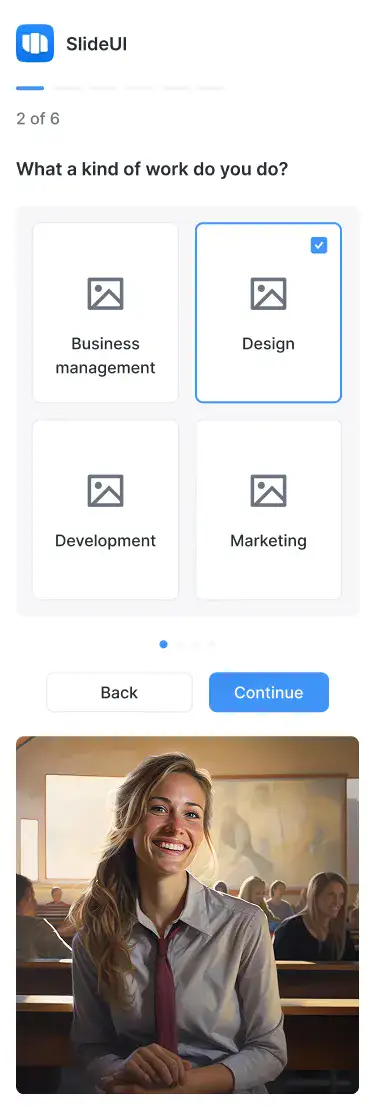 SlideUI
2 of 6
What a kind of work do you do?
Business
management
Design
Development
Marketing
Back
Continue